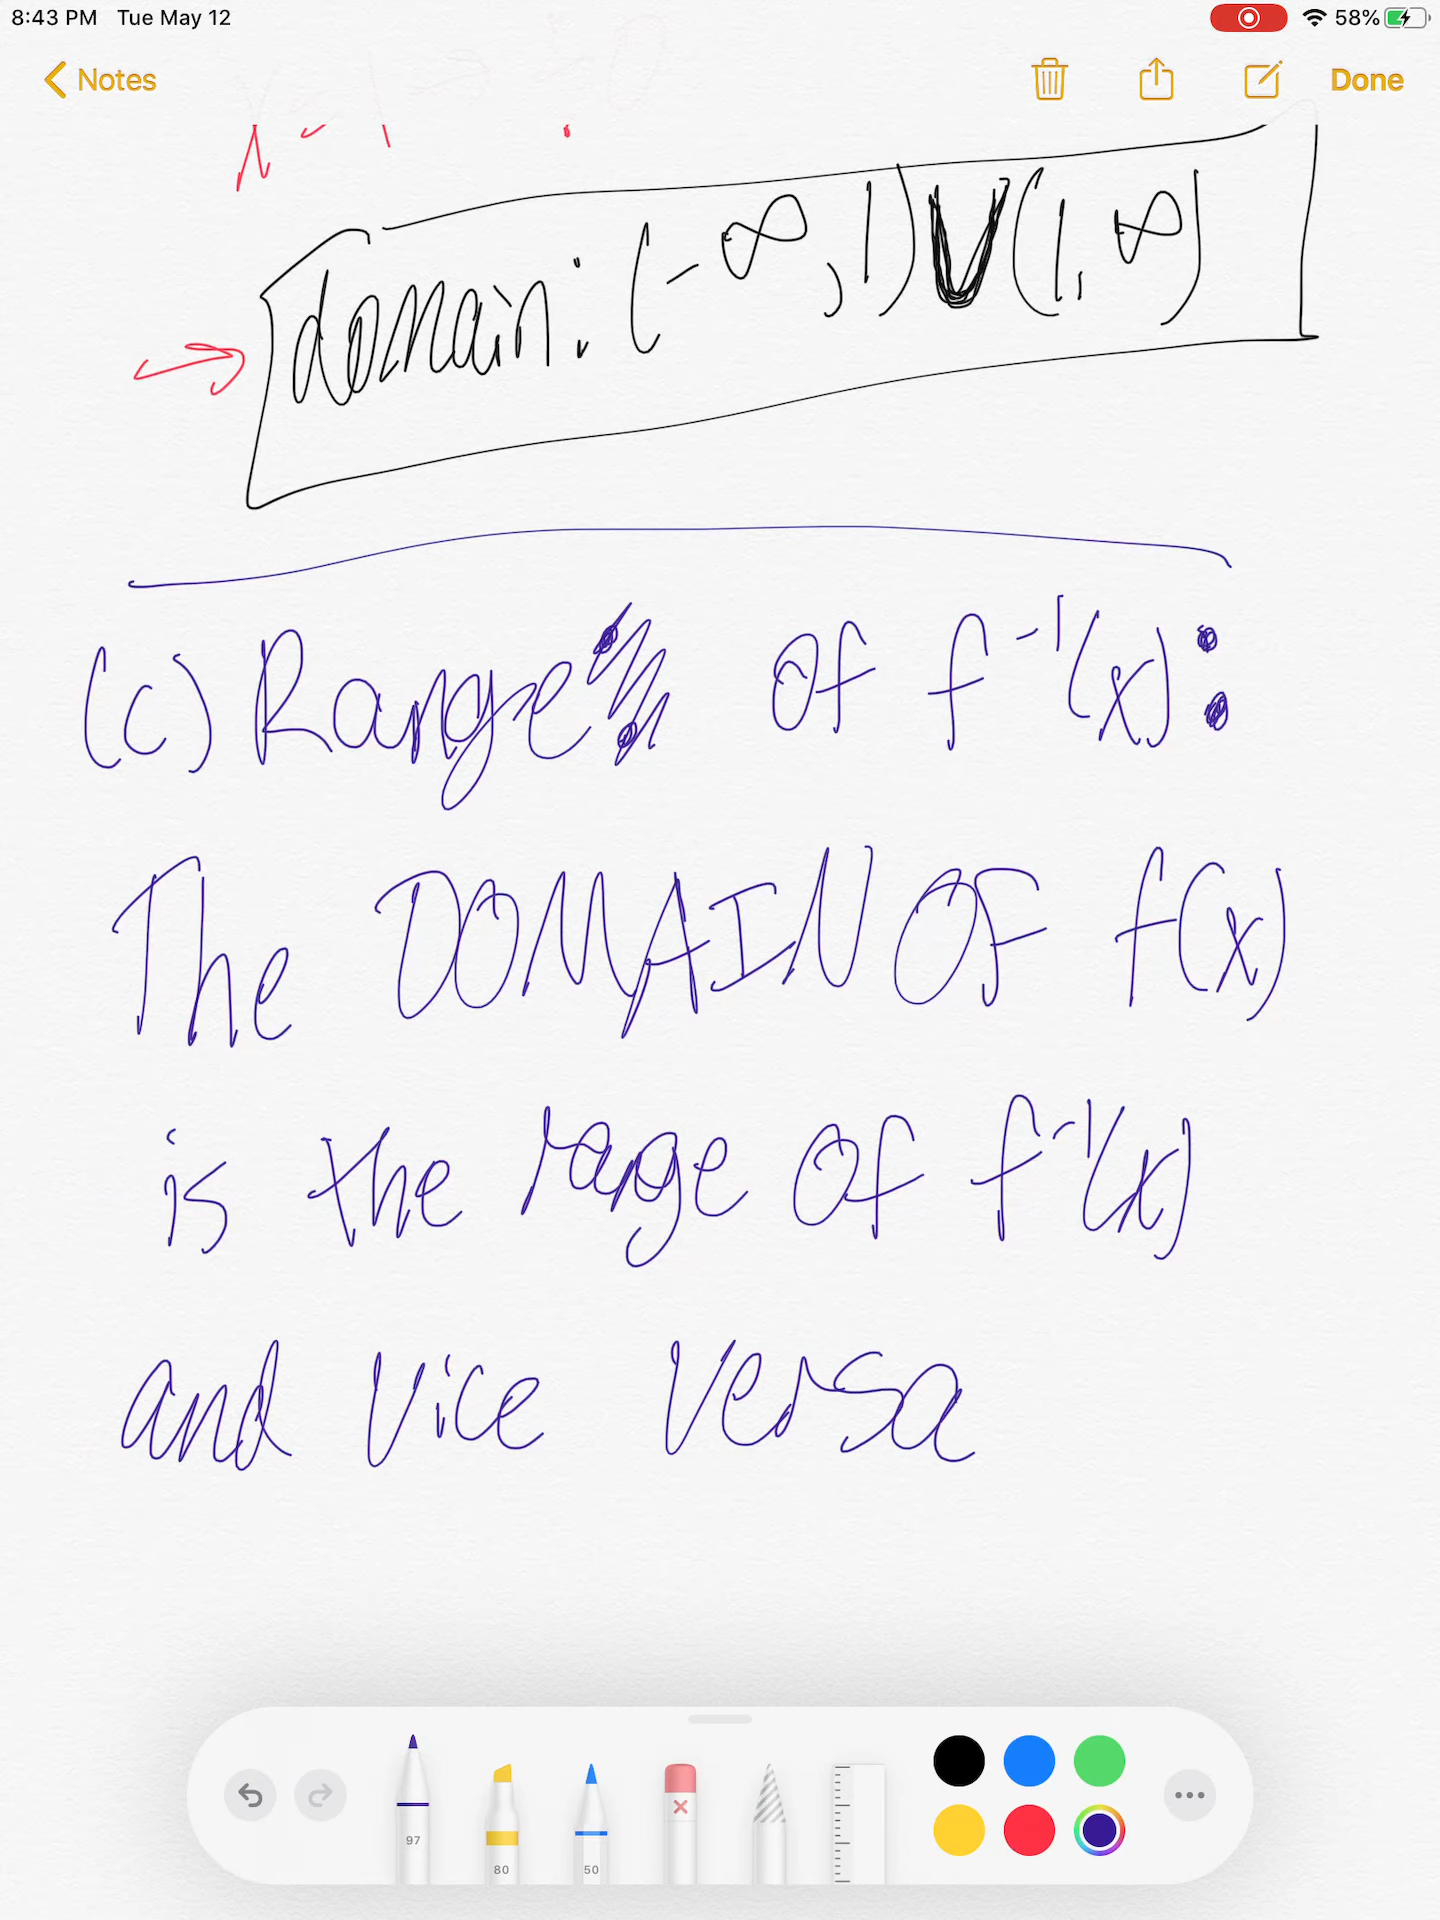 8:43 PM Tue May 12 58%
Notes Done
domain: (-∞,1)U(1,∞)
(c) Range of f⁻¹(x):
The DOMAIN OF f(x)
is the range of f⁻¹(x)
and vice versa
97 80 50